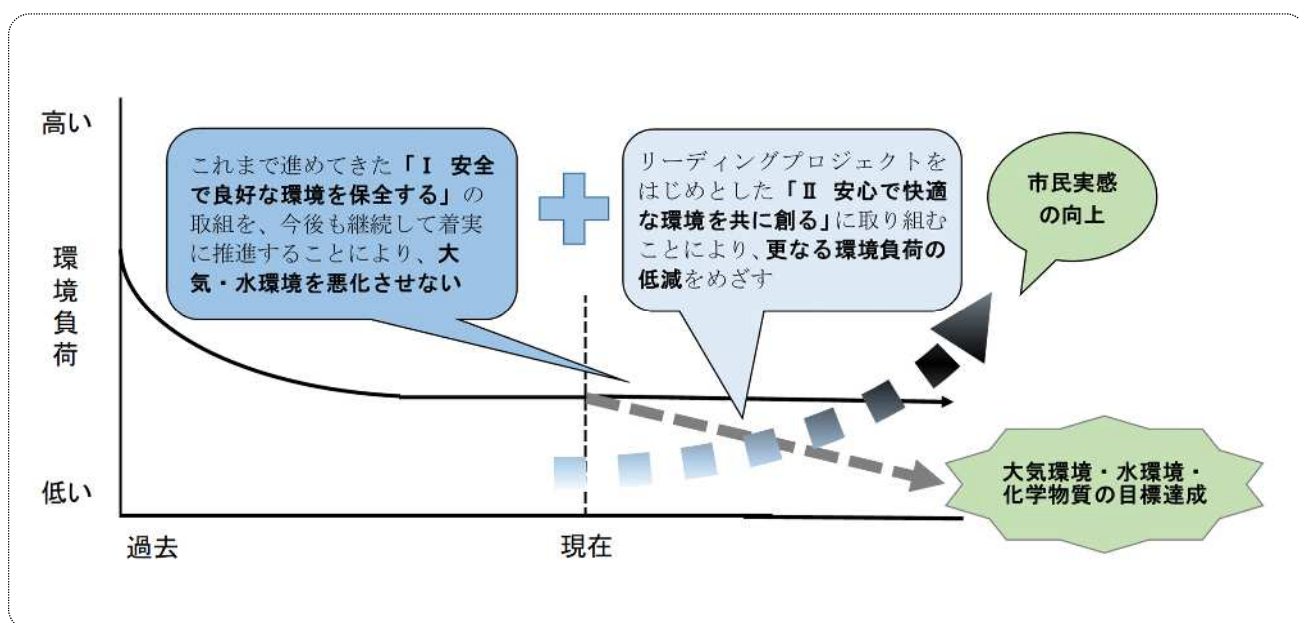 高い
環境負荷
低い
過去
現在
これまで進めてきた「Ⅰ 安全
で良好な環境を保全する」の
取組を、今後も継続して着実
に推進することにより、大
気・水環境を悪化させない
リーディングプロジェクトを
はじめとした「Ⅱ 安心で快適
な環境を共に創る」に取り組む
ことにより、更なる環境負荷の
低減をめざす
市民実感
の向上
大気環境・水環境・
化学物質の目標達成